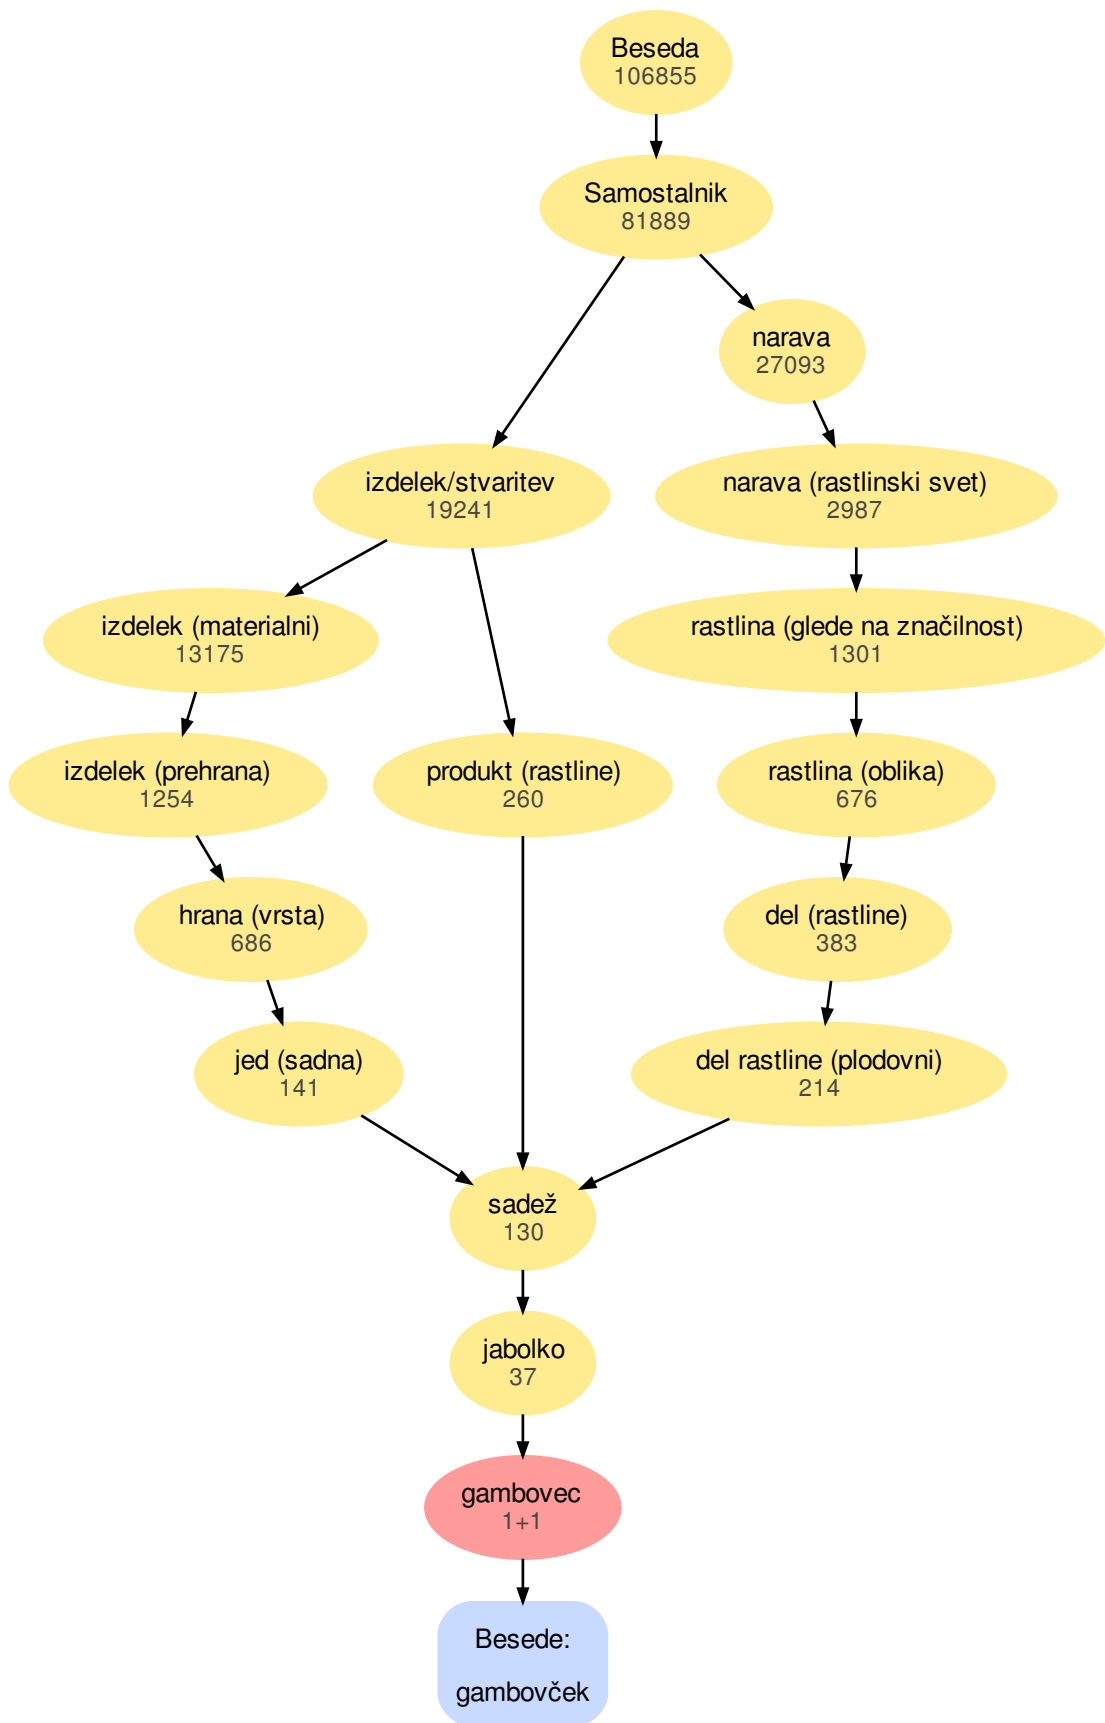 Beseda
106855
Samostalnik
81889
narava
27093
izdelek/stvaritev
19241
narava (rastlinski svet)
2987
izdelek (materialni)
13175
rastlina (glede na značilnost)
1301
izdelek (prehrana)
1254
produkt (rastline)
260
rastlina (oblika)
676
hrana (vrsta)
686
del (rastline)
383
jed (sadna)
141
del rastline (plodovni)
214
sadež
130
jabolko
37
gambovec
1+1
Besede:
gambovček